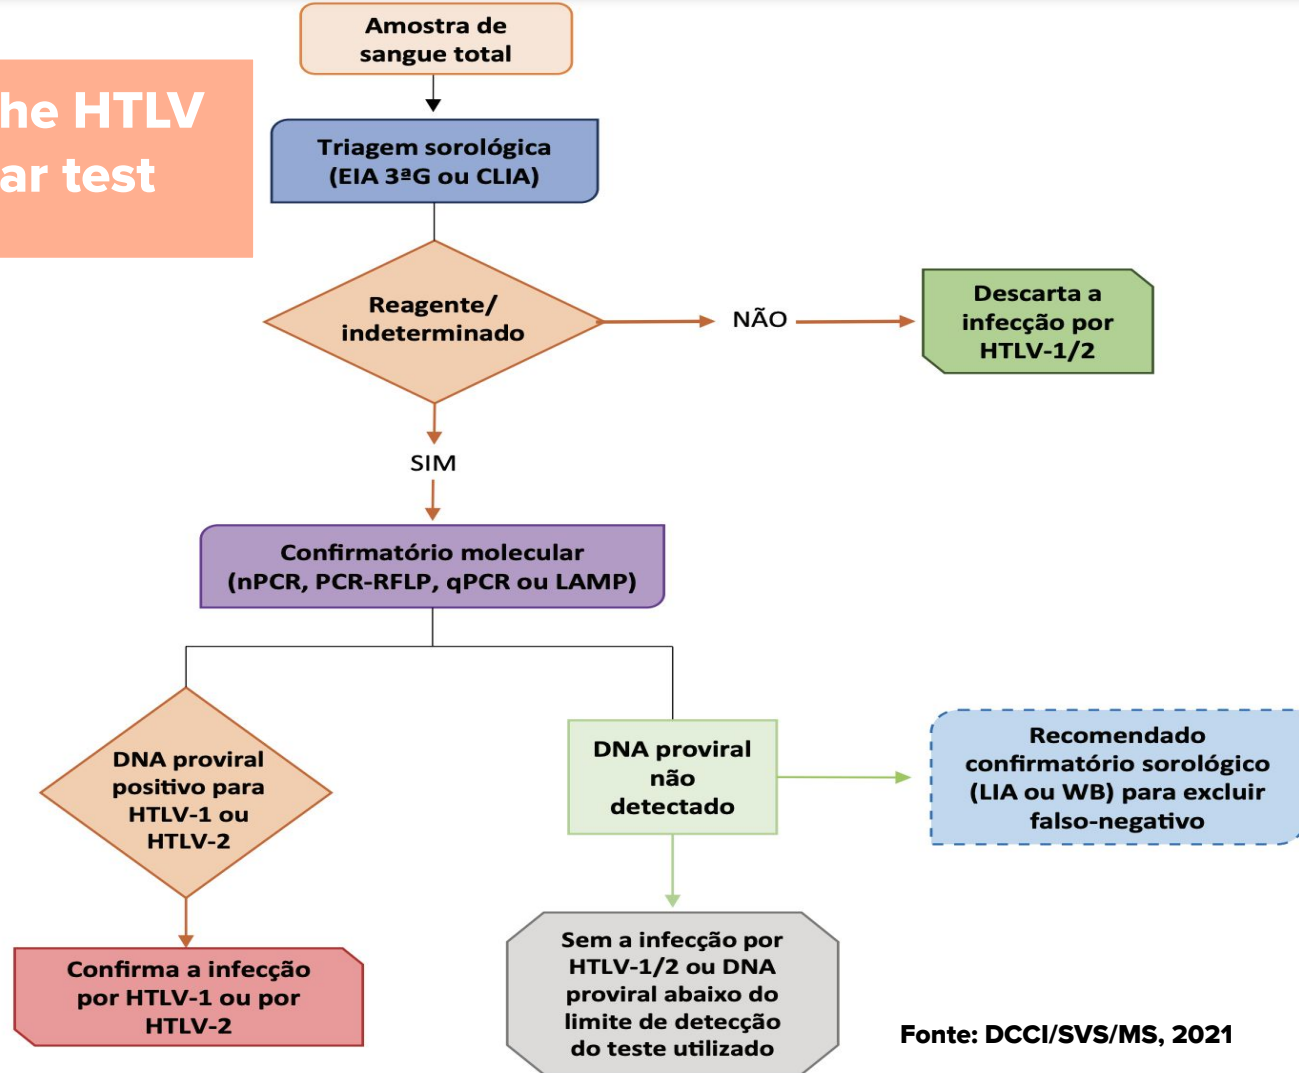 Amostra de
sangue total
he HTLV
ar test
Triagem sorológica
(EIA 3ªG ou CLIA)
Reagente/
indeterminado
NÃO
Descarta a
infecção por
HTLV-1/2
SIM
Confirmatório molecular
(nPCR, PCR-RFLP, qPCR ou LAMP)
DNA proviral
positivo para
HTLV-1 ou
HTLV-2
DNA proviral
não
detectado
Recomendado
confirmatório sorológico
(LIA ou WB) para excluir
falso-negativo
Confirma a infecção
por HTLV-1 ou por
HTLV-2
Sem a infecção por
HTLV-1/2 ou DNA
proviral abaixo do
limite de detecção
do teste utilizado
Fonte: DCCI/SVS/MS, 2021